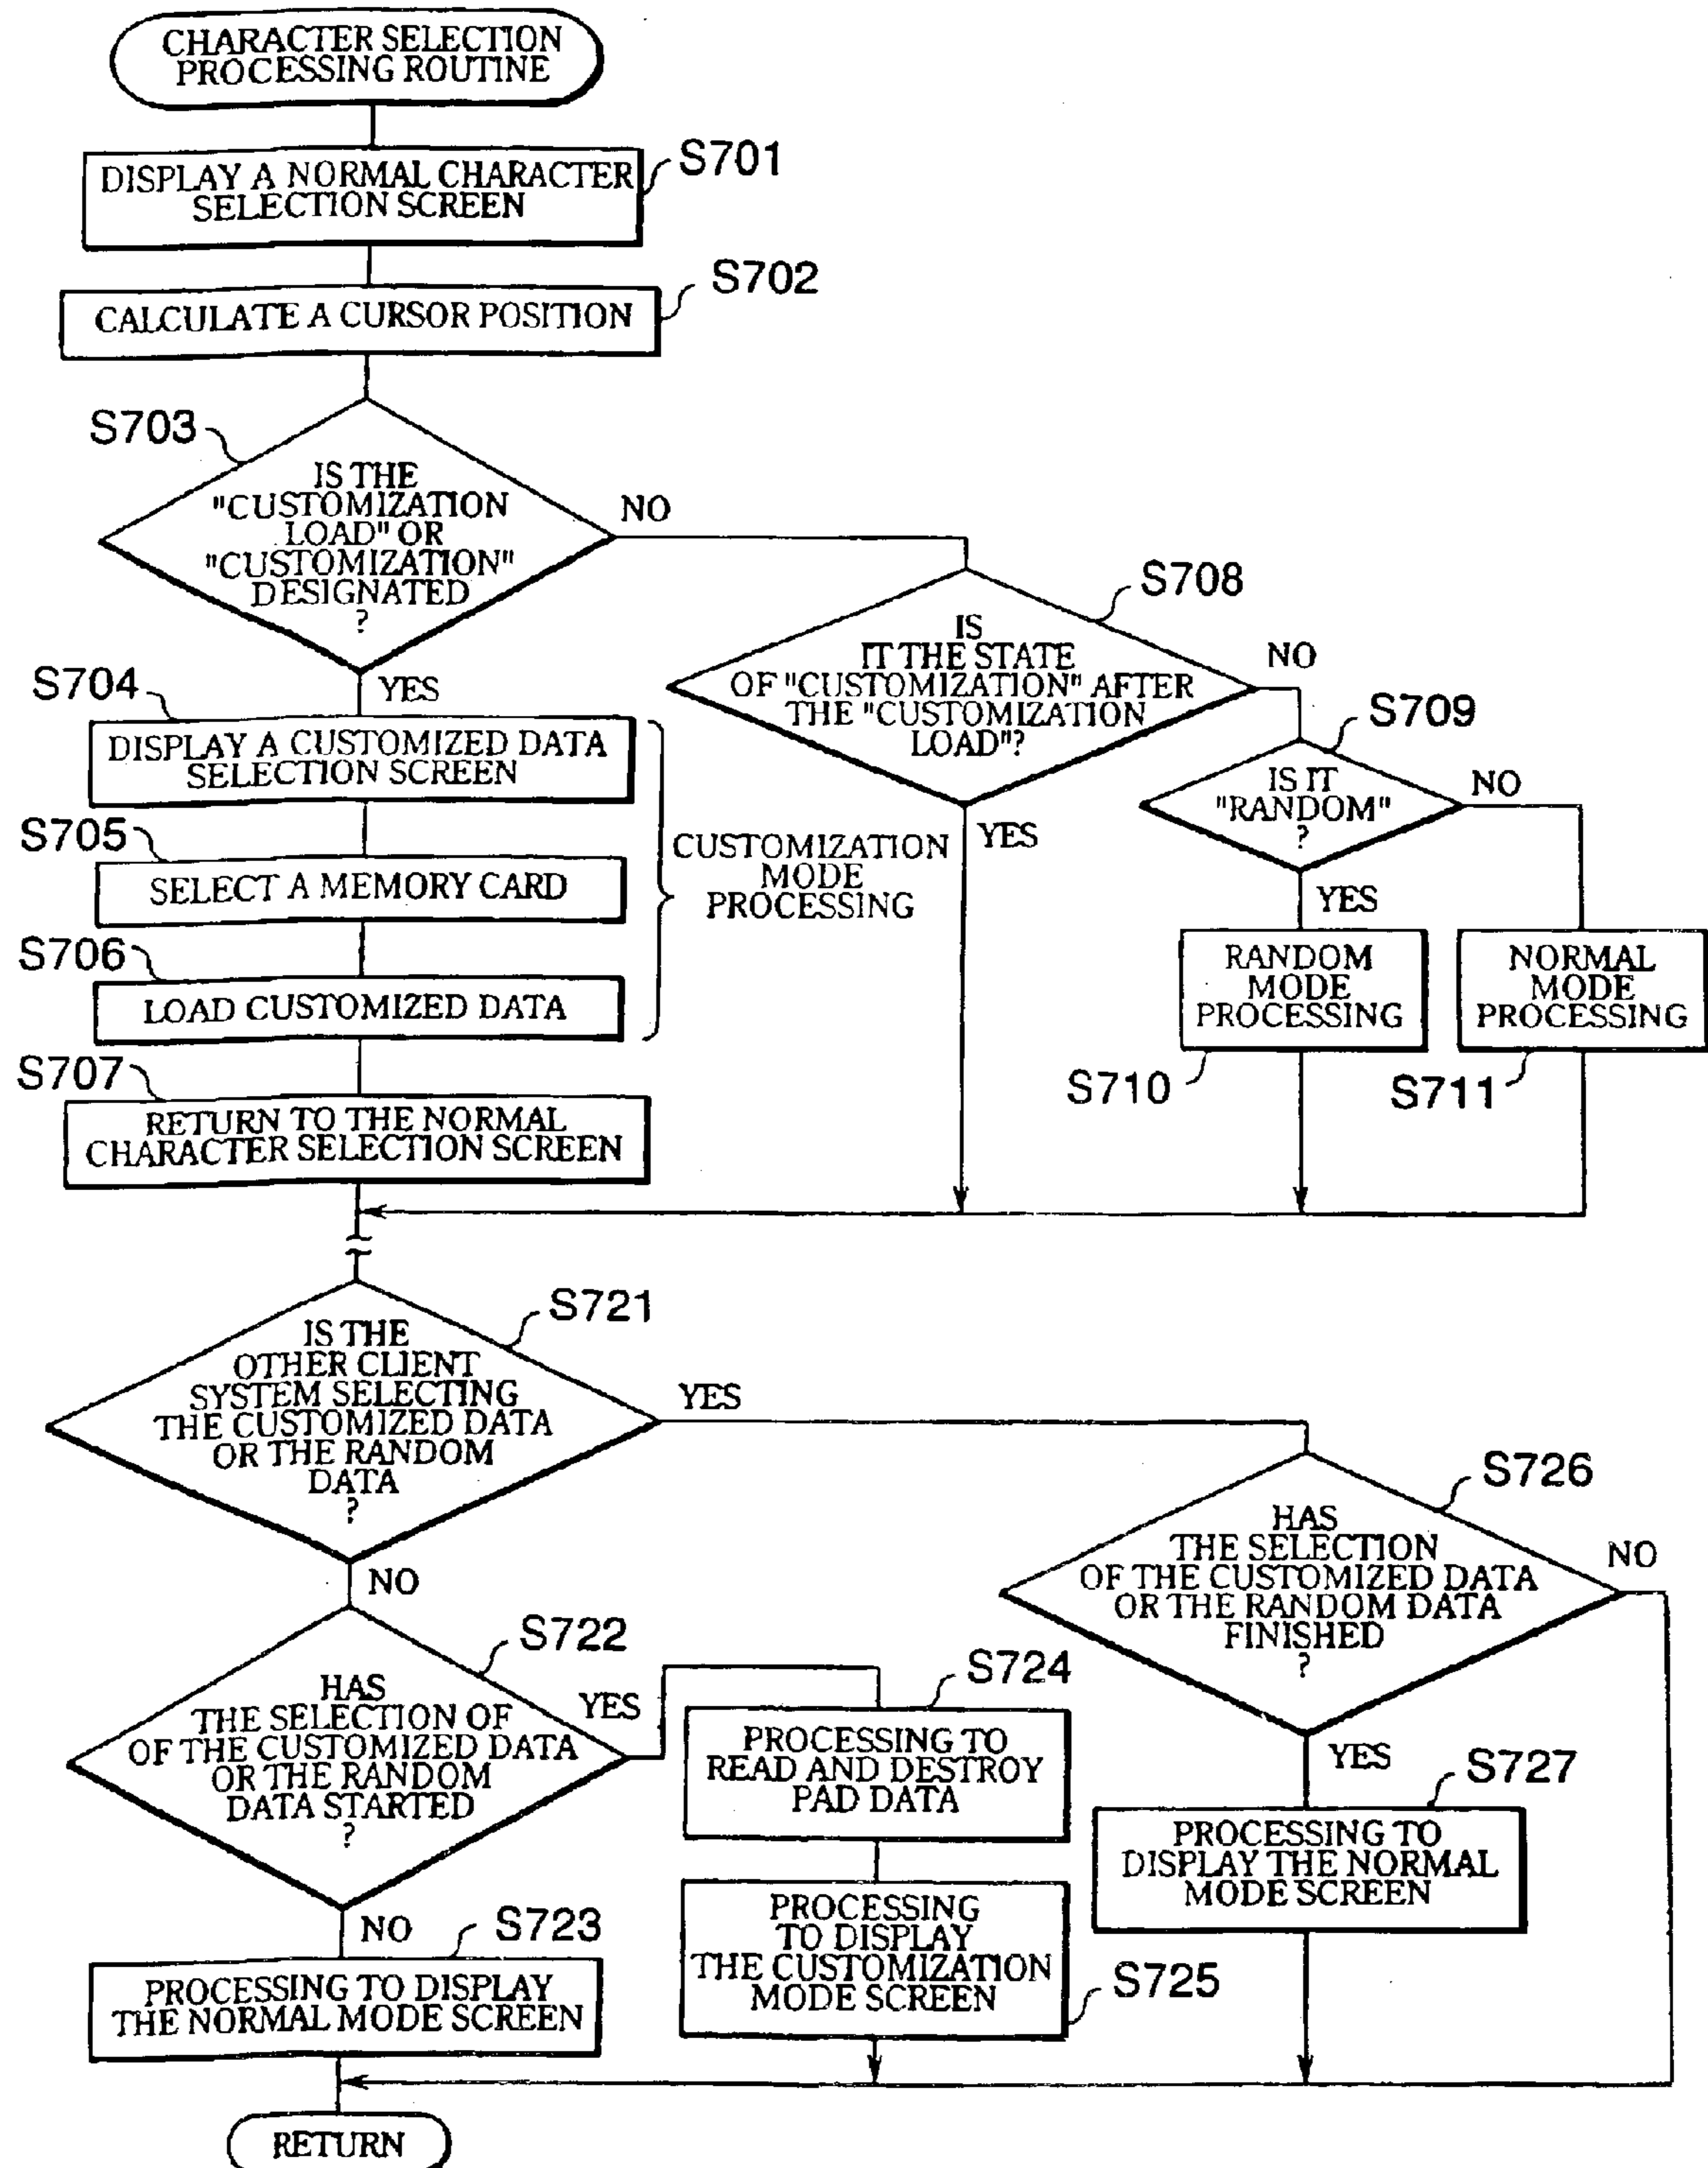 CHARACTER SELECTION
PROCESSING ROUTINE
S701
DISPLAY A NORMAL CHARACTER
SELECTION SCREEN
S702
CALCULATE A CURSOR POSITION
S703
IS THE
"CUSTOMIZATION
LOAD" OR
"CUSTOMIZATION"
DESIGNATED
?
NO
YES
S708
IS
IT THE STATE
OF "CUSTOMIZATION" AFTER
THE "CUSTOMIZATION
LOAD"?
NO
YES
S709
IS IT
"RANDOM"
?
NO
YES
S704
DISPLAY A CUSTOMIZED DATA
SELECTION SCREEN
S705
SELECT A MEMORY CARD
S706
LOAD CUSTOMIZED DATA
CUSTOMIZATION
MODE
PROCESSING
RANDOM
MODE
PROCESSING
S710
NORMAL
MODE
PROCESSING
S711
S707
RETURN TO THE NORMAL
CHARACTER SELECTION SCREEN
S721
IS THE
OTHER CLIENT
SYSTEM SELECTING
THE CUSTOMIZED DATA
OR THE RANDOM
DATA
?
YES
NO
S726
HAS
THE SELECTION
OF THE CUSTOMIZED DATA
OR THE RANDOM DATA
FINISHED
?
NO
YES
S722
HAS
THE SELECTION OF
OF THE CUSTOMIZED DATA
OR THE RANDOM
DATA STARTED
?
YES
NO
S724
PROCESSING TO
READ AND DESTROY
PAD DATA
S727
PROCESSING TO
DISPLAY THE NORMAL
MODE SCREEN
S723
PROCESSING TO DISPLAY
THE NORMAL MODE SCREEN
PROCESSING
TO DISPLAY
THE CUSTOMIZATION
MODE SCREEN
S725
RETURN